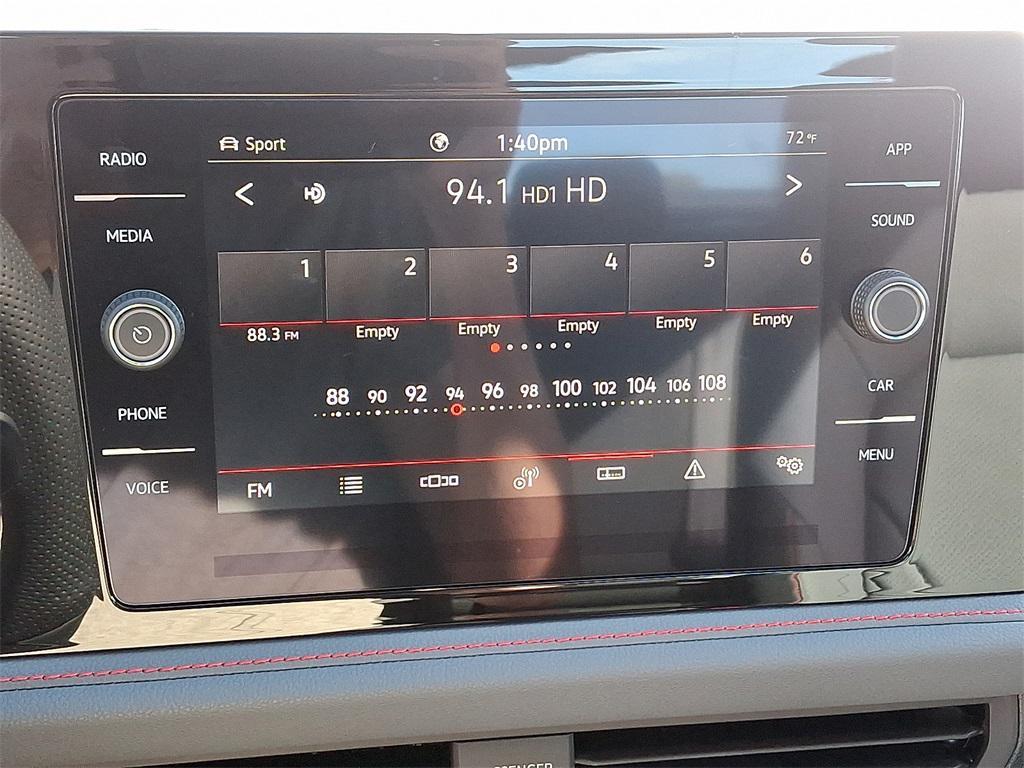 Sport 1:40pm 72°F
RADIO
MEDIA
PHONE
VOICE
94.1 HD1 HD
1 2 3 4 5 6
88.3 FM Empty Empty Empty Empty Empty
88 90 92 94 96 98 100 102 104 106 108
FM
APP
SOUND
CAR
MENU